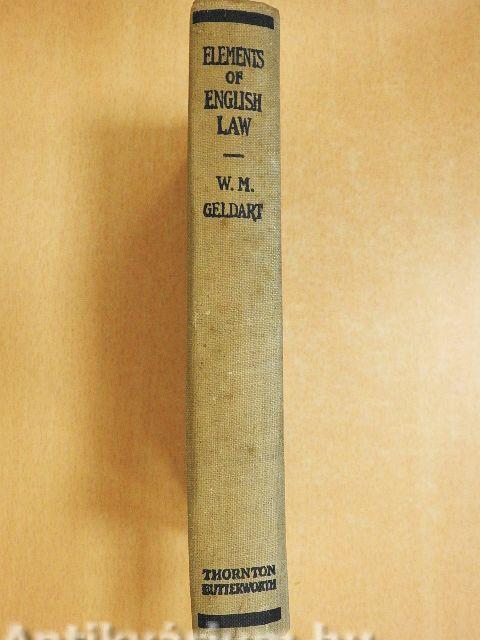 ELEMENTS
OF
ENGLISH
LAW
W. M.
GELDART
THORNTON
BUTTERWORTH